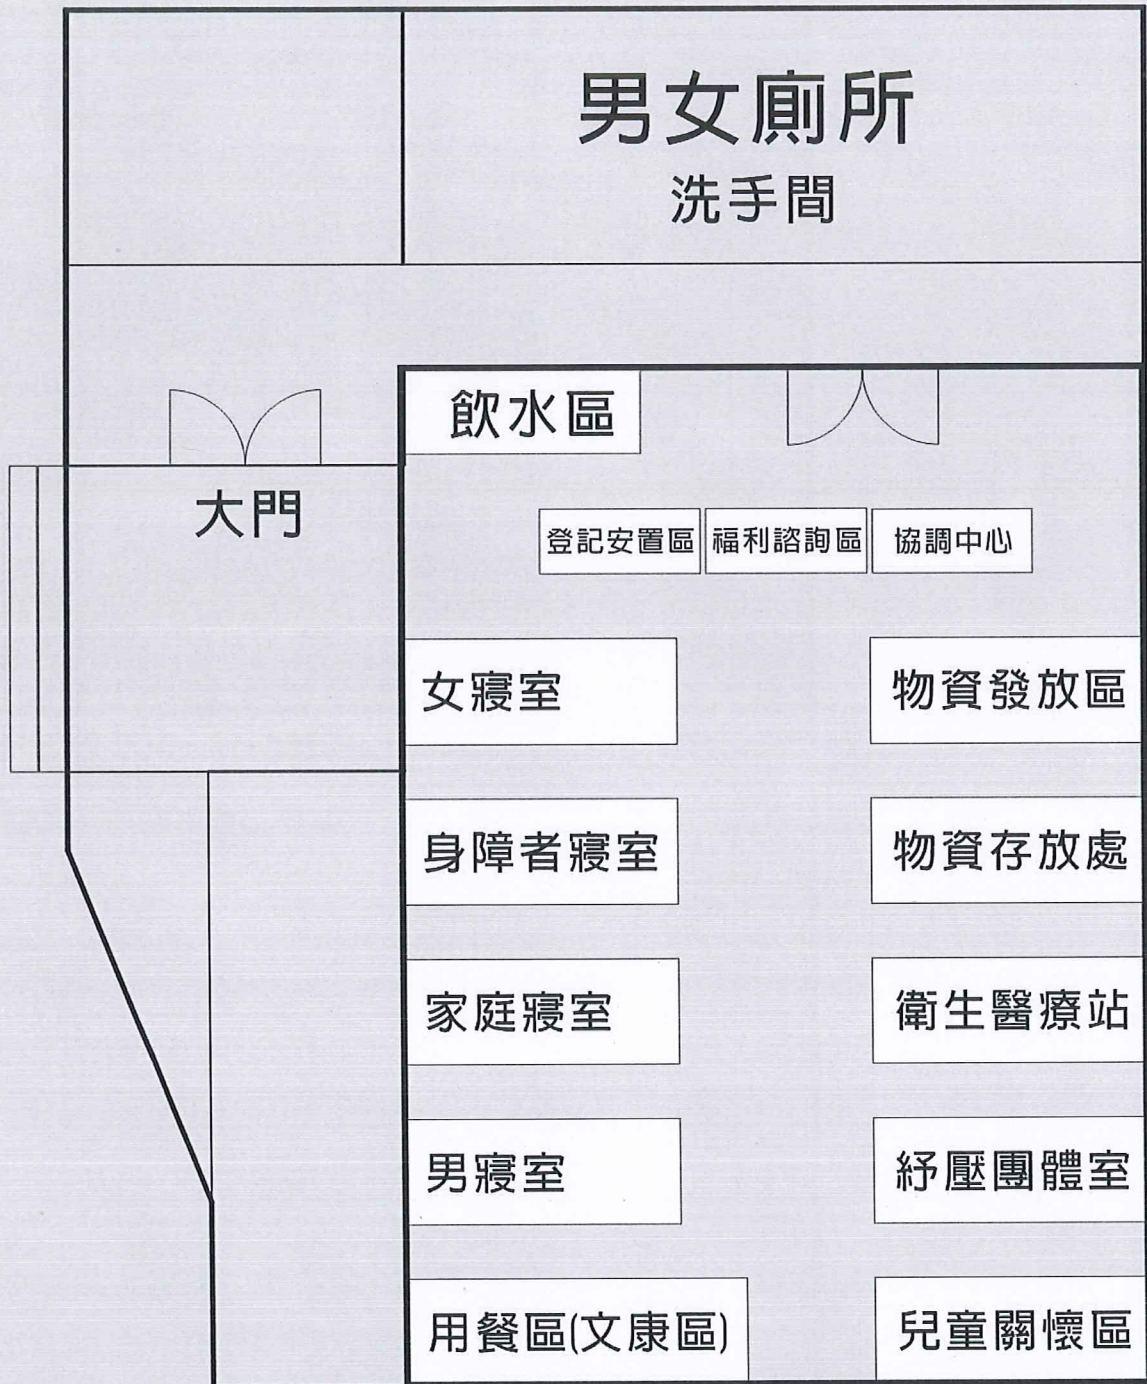 男女廁所
洗手間
飲水區
大門
登記安置區 福利諮詢區 協調中心
女寢室 物資發放區
身障者寢室 物資存放處
家庭寢室 衛生醫療站
男寢室 紓壓團體室
用餐區(文康區) 兒童關懷區